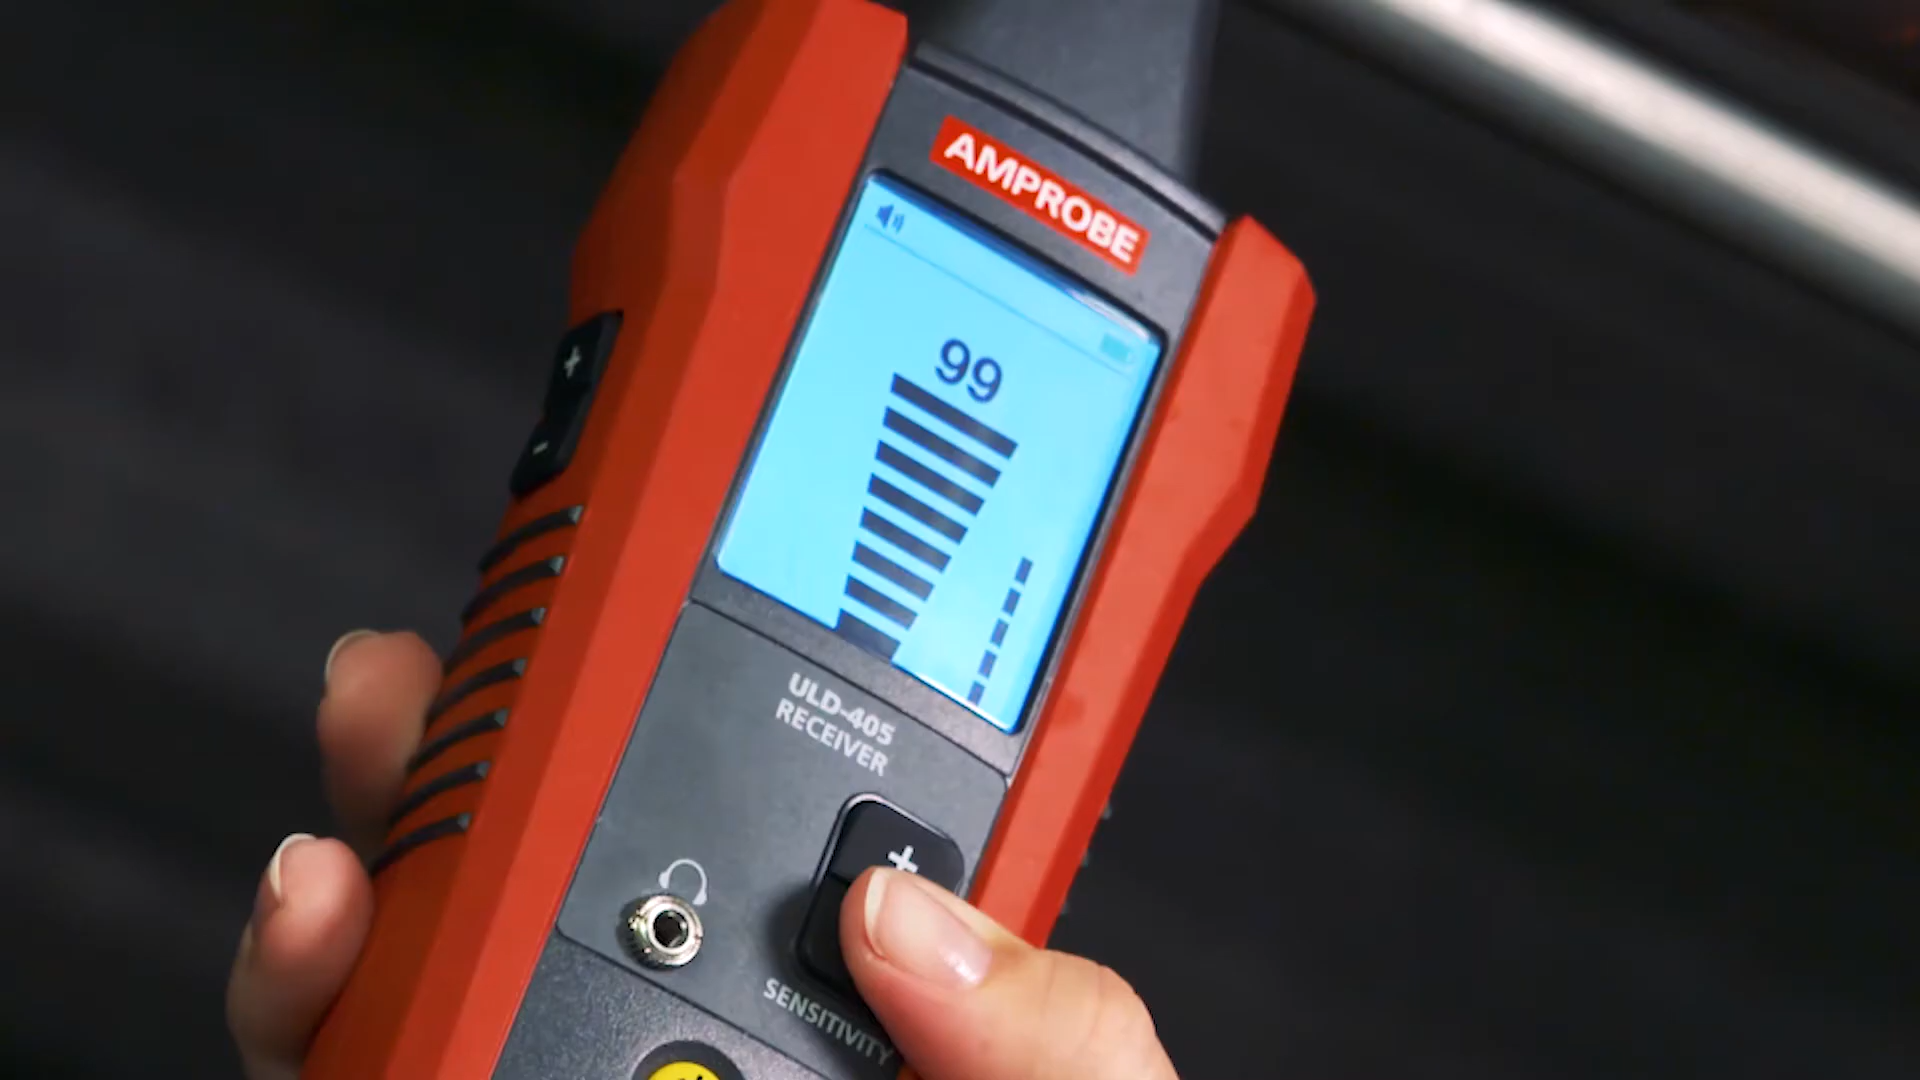 AMPROBE
99
ULD-405
RECEIVER
+
-
+
SENSITIVITY